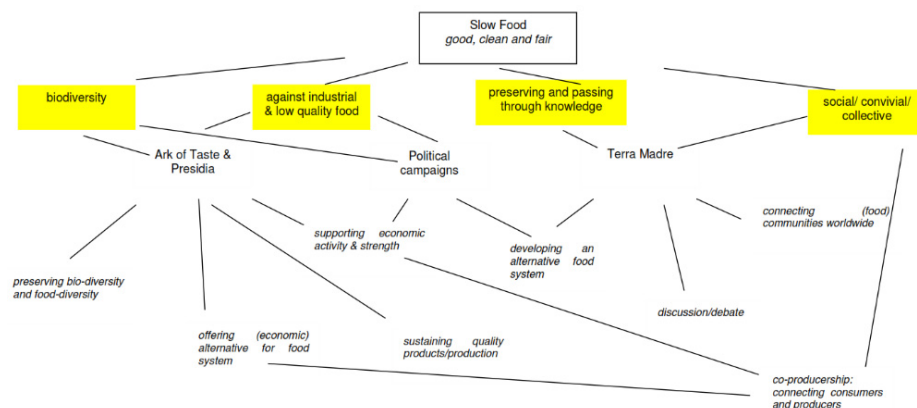 Slow Food
good, clean and fair
biodiversity
against industrial
& low quality food
preserving and passing
through knowledge
social/ convivial/
collective
Ark of Taste &
Presidia
Political
campaigns
Terra Madre
connecting (food)
communities worldwide
supporting economic
activity & strength
developing an
alternative food
system
preserving bio-diversity
and food-diversity
discussion/debate
offering (economic)
alternative for food
system
sustaining quality
products/production
co-producership:
connecting consumers
and producers